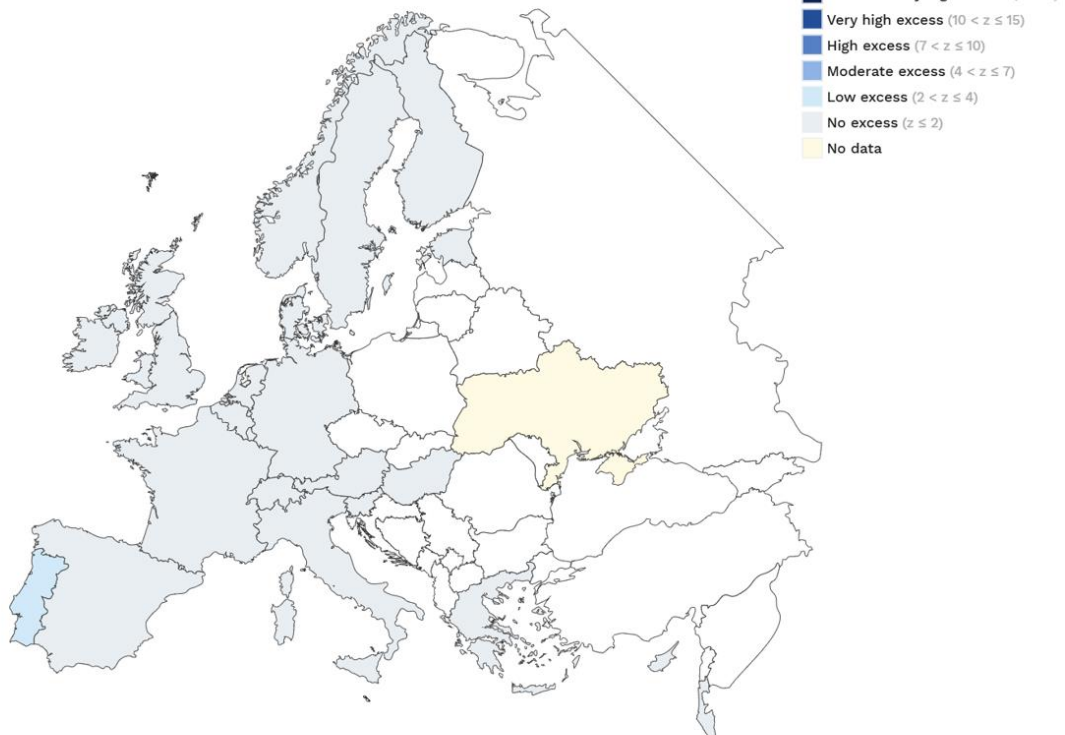 Very high excess (10 < z ≤ 15)
High excess (7 < z ≤ 10)
Moderate excess (4 < z ≤ 7)
Low excess (2 < z ≤ 4)
No excess (z ≤ 2)
No data